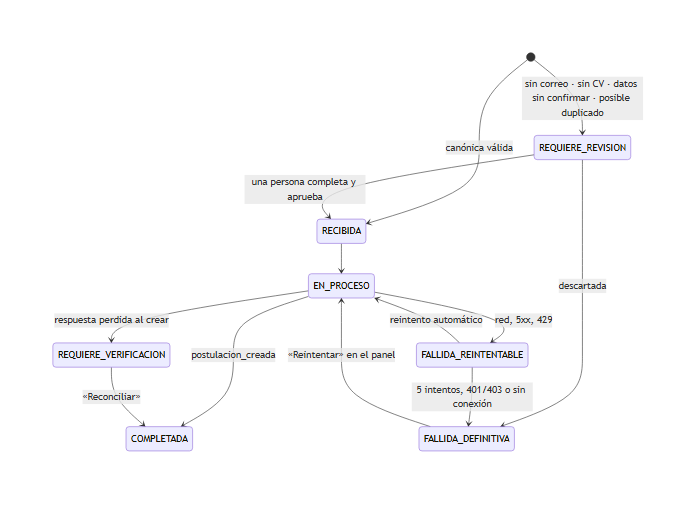 sin correo · sin CV · datos
sin confirmar · posible
duplicado
canónica válida
REQUIERE_REVISION
una persona completa y
aprueba
RECIBIDA
EN_PROCESO
descartada
respuesta perdida al crear
reintento automático
red, 5xx, 429
REQUIERE_VERIFICACION
postulacion_creada
«Reintentar» en el panel
FALLIDA_REINTENTABLE
«Reconciliar»
5 intentos, 401/403 o sin
conexión
COMPLETADA
FALLIDA_DEFINITIVA